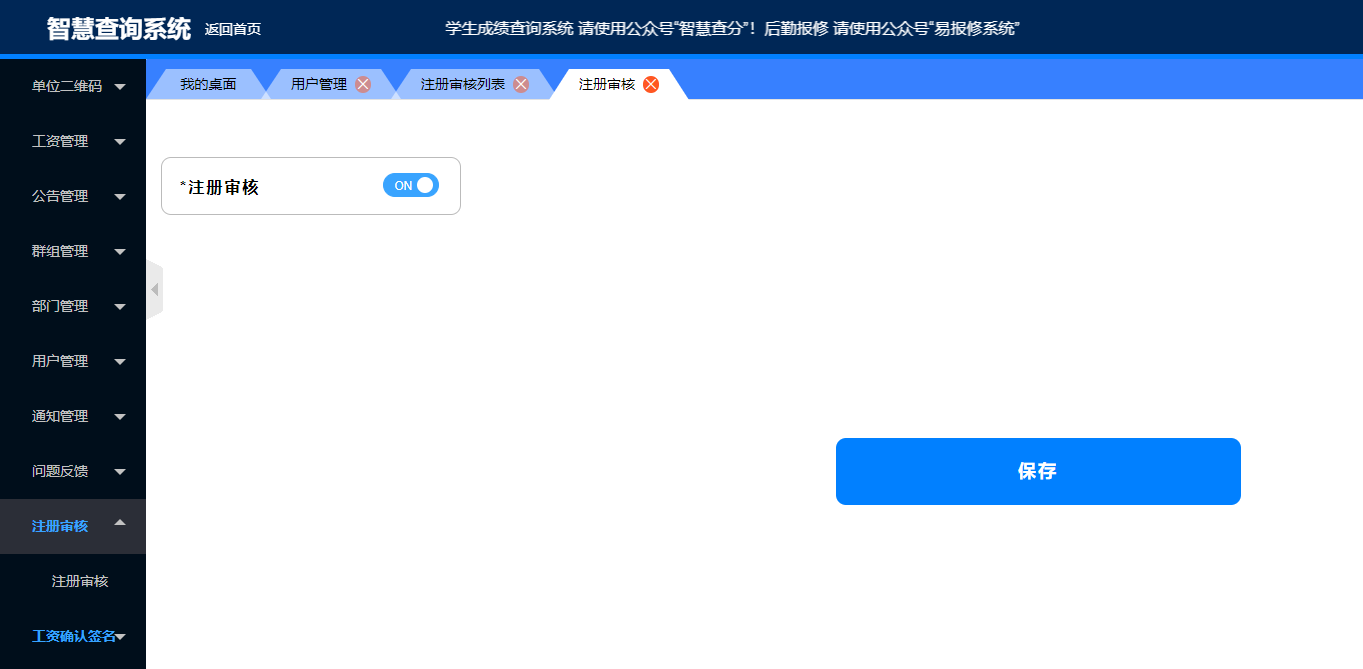 智慧查询系统 返回首页 学生成绩查询系统 请使用公众号“智慧查分”！后勤报修 请使用公众号“易报修系统”
我的桌面 用户管理 注册审核列表 注册审核
单位二维码
工资管理
公告管理
群组管理
部门管理
用户管理
通知管理
问题反馈
注册审核
注册审核
工资确认签名
*注册审核 ON
保存